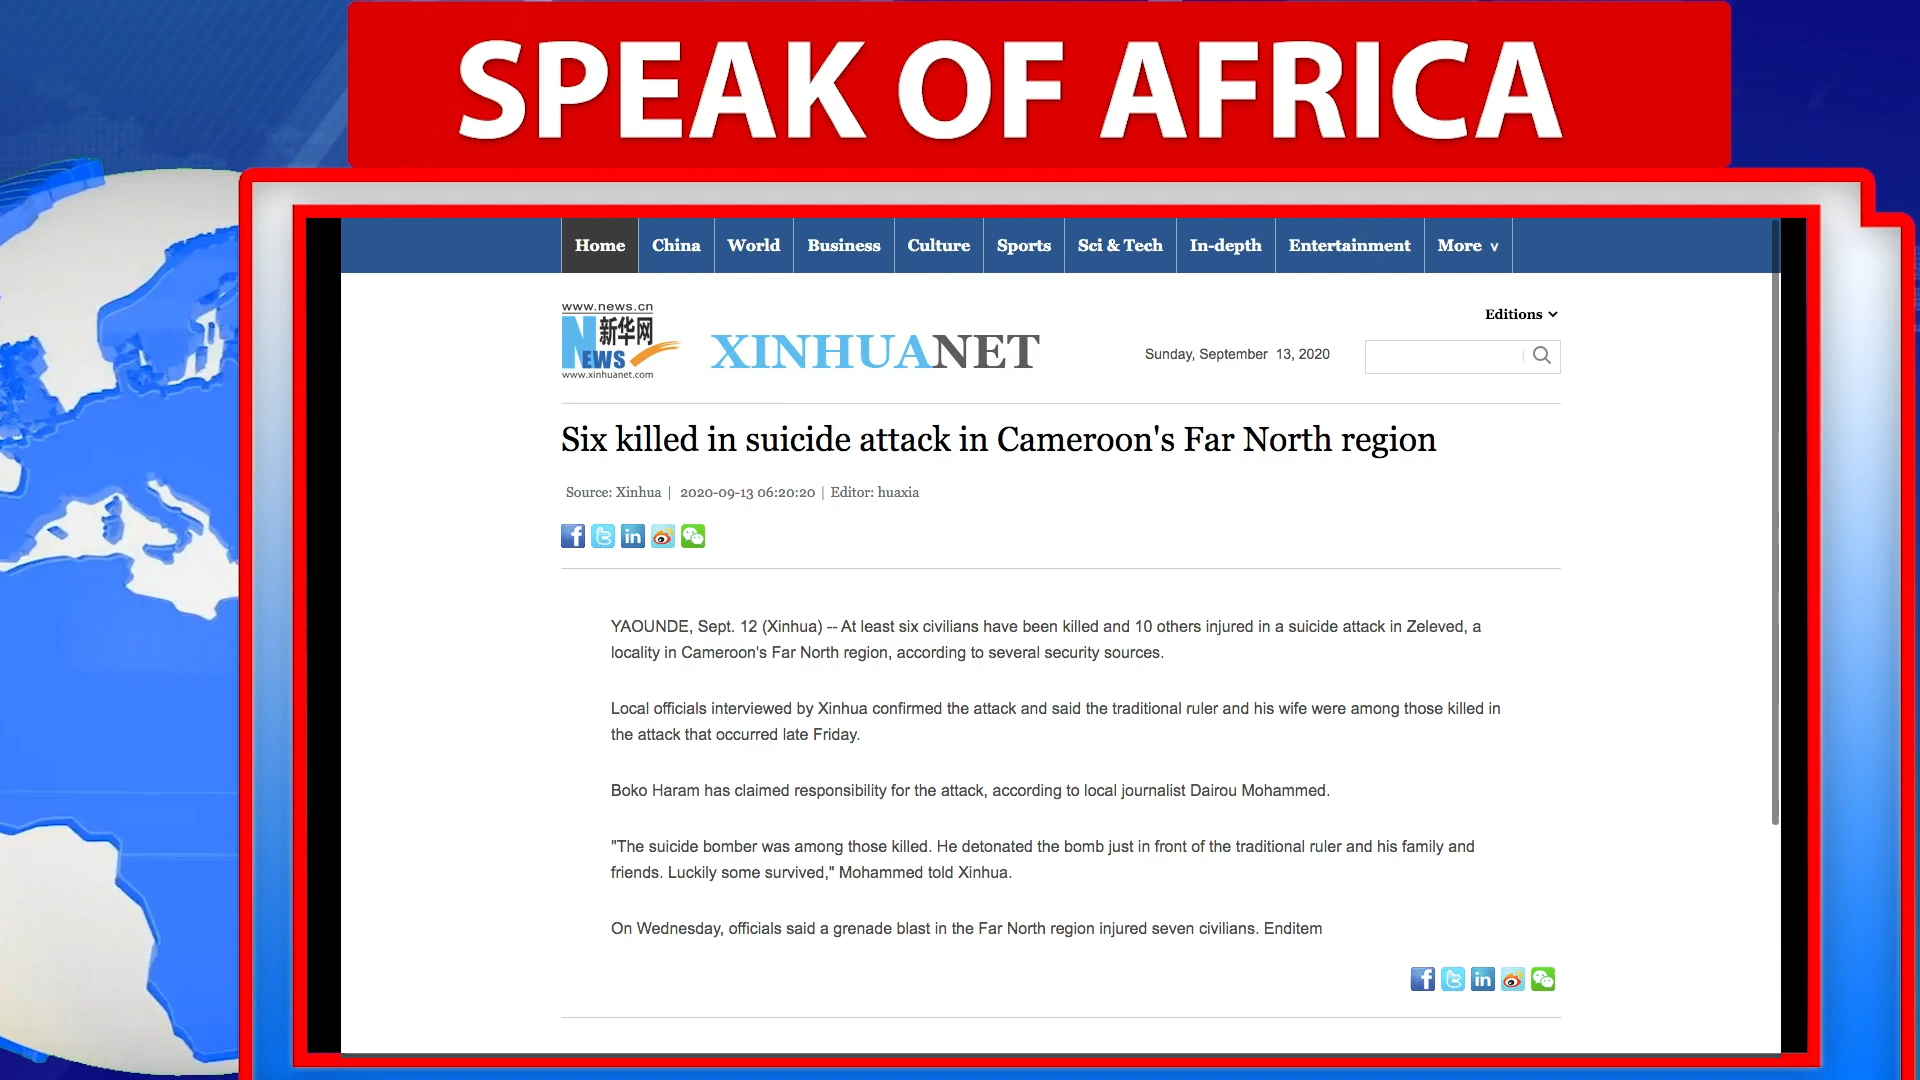 SPEAK OF AFRICA
Home China World Business Culture Sports Sci & Tech In-depth Entertainment More v
www.news.cn
新华网
NEWS
www.xinhuanet.com
XINHUANET
Sunday, September 13, 2020
Editions
Six killed in suicide attack in Cameroon's Far North region
Source: Xinhua | 2020-09-13 06:20:20 | Editor: huaxia
YAOUNDE, Sept. 12 (Xinhua) -- At least six civilians have been killed and 10 others injured in a suicide attack in Zeleved, a
locality in Cameroon's Far North region, according to several security sources.
Local officials interviewed by Xinhua confirmed the attack and said the traditional ruler and his wife were among those killed in
the attack that occurred late Friday.
Boko Haram has claimed responsibility for the attack, according to local journalist Dairou Mohammed.
"The suicide bomber was among those killed. He detonated the bomb just in front of the traditional ruler and his family and
friends. Luckily some survived," Mohammed told Xinhua.
On Wednesday, officials said a grenade blast in the Far North region injured seven civilians. Enditem